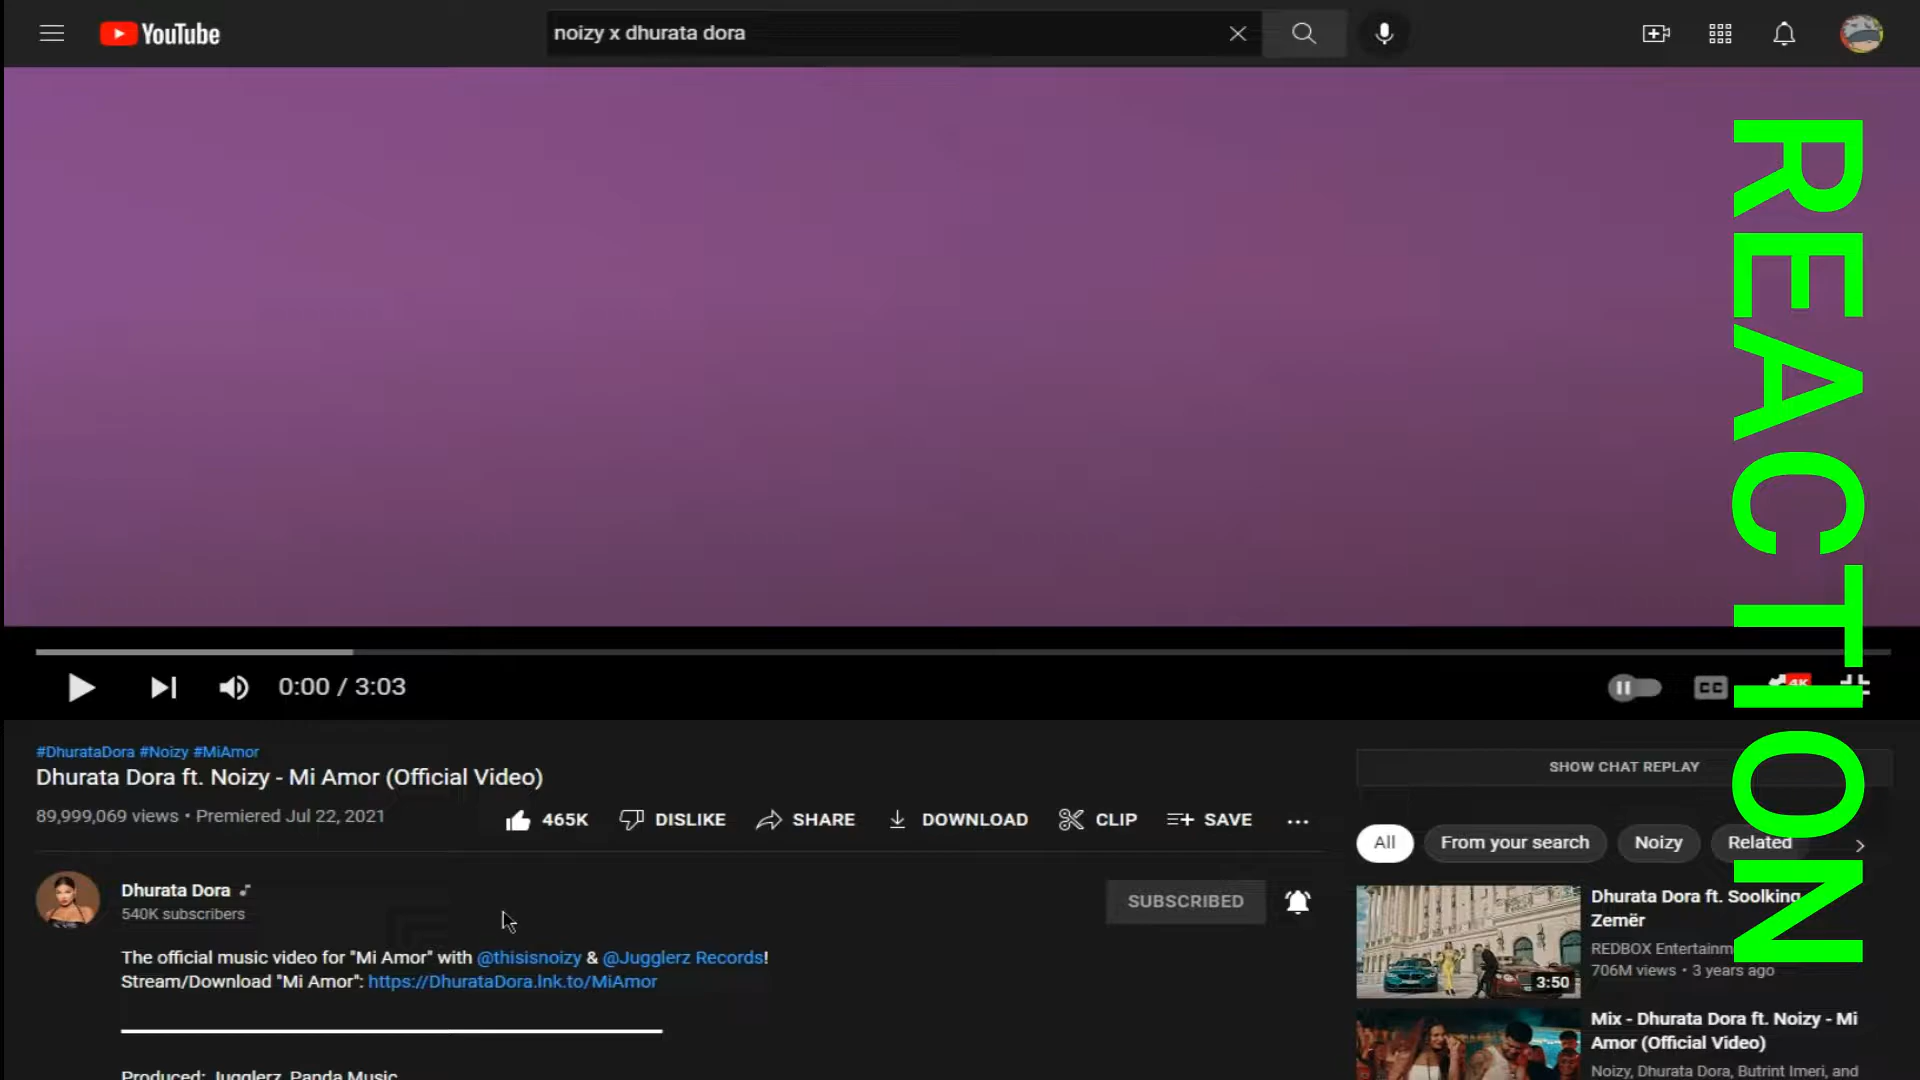 YouTube
noizy x dhurata dora
REACTION
0:00 / 3:03
CC
4K
#DhurataDora #Noizy #MiAmor
Dhurata Dora ft. Noizy - Mi Amor (Official Video)
89,999,069 views • Premiered Jul 22, 2021
465K
DISLIKE
SHARE
DOWNLOAD
CLIP
SAVE
Dhurata Dora
540K subscribers
SUBSCRIBED
The official music video for "Mi Amor" with @thisisnoizy & @Jugglerz Records!
Stream/Download "Mi Amor": https://DhurataDora.lnk.to/MiAmor
Produced: Jugglerz, Panda Music
SHOW CHAT REPLAY
All
From your search
Noizy
Related
3:50
Dhurata Dora ft. Soolking
Zemër
REDBOX
706M views • 3 years ago
Mix - Dhurata Dora ft. Noizy - Mi
Amor (Official Video)
Noizy, Dhurata Dora, Butrint Imeri, and